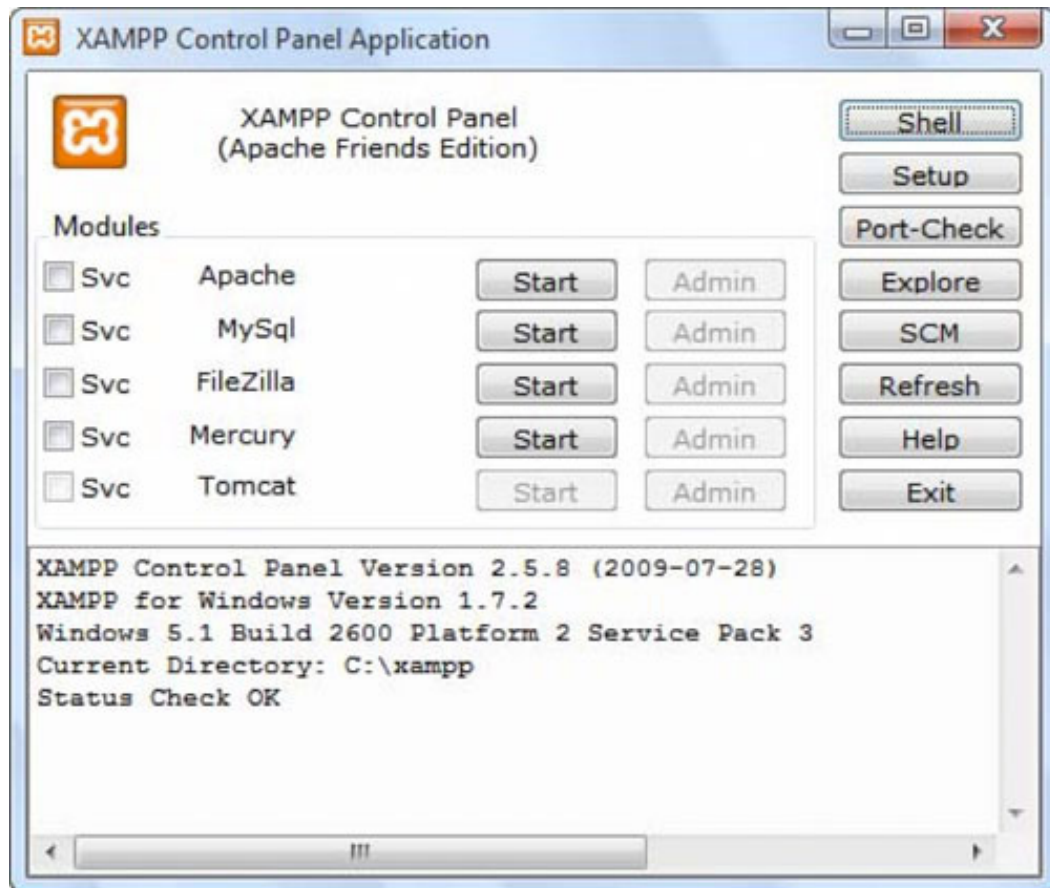 XAMPP Control Panel Application
XAMPP Control Panel
(Apache Friends Edition)
Shell
Setup
Modules
Port-Check
Svc Apache Start Admin Explore
Svc MySql Start Admin SCM
Svc FileZilla Start Admin Refresh
Svc Mercury Start Admin Help
Svc Tomcat Start Admin Exit
XAMPP Control Panel Version 2.5.8 (2009-07-28)
XAMPP for Windows Version 1.7.2
Windows 5.1 Build 2600 Platform 2 Service Pack 3
Current Directory: C:\xampp
Status Check OK